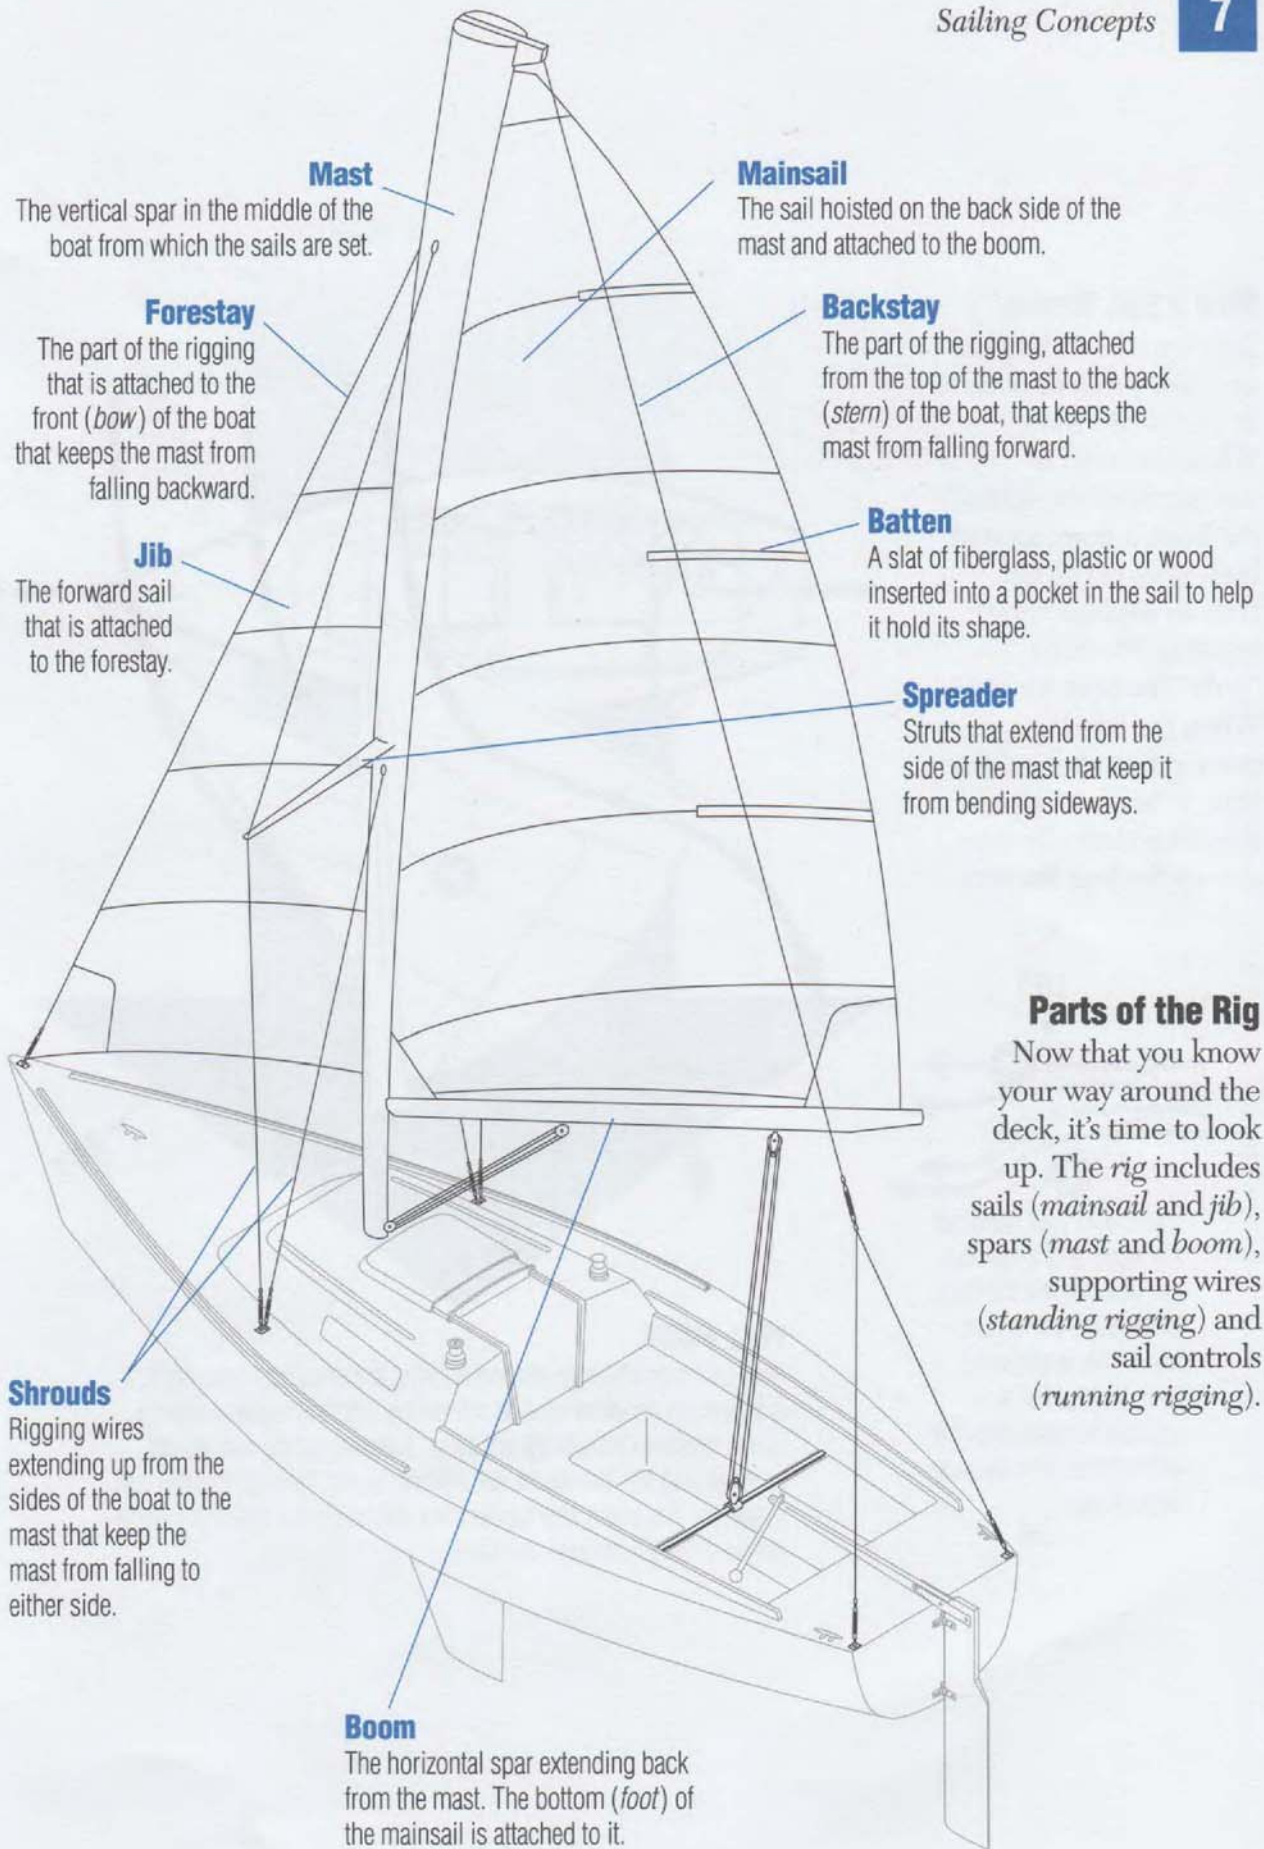 Sailing Concepts 7
Mast
The vertical spar in the middle of the
boat from which the sails are set.
Forestay
The part of the rigging
that is attached to the
front (bow) of the boat
that keeps the mast from
falling backward.
Jib
The forward sail
that is attached
to the forestay.
Mainsail
The sail hoisted on the back side of the
mast and attached to the boom.
Backstay
The part of the rigging, attached
from the top of the mast to the back
(stern) of the boat, that keeps the
mast from falling forward.
Batten
A slat of fiberglass, plastic or wood
inserted into a pocket in the sail to help
it hold its shape.
Spreader
Struts that extend from the
side of the mast that keep it
from bending sideways.
Parts of the Rig
Now that you know
your way around the
deck, it's time to look
up. The rig includes
sails (mainsail and jib),
spars (mast and boom),
supporting wires
(standing rigging) and
sail controls
(running rigging).
Shrouds
Rigging wires
extending up from the
sides of the boat to the
mast that keep the
mast from falling to
either side.
Boom
The horizontal spar extending back
from the mast. The bottom (foot) of
the mainsail is attached to it.